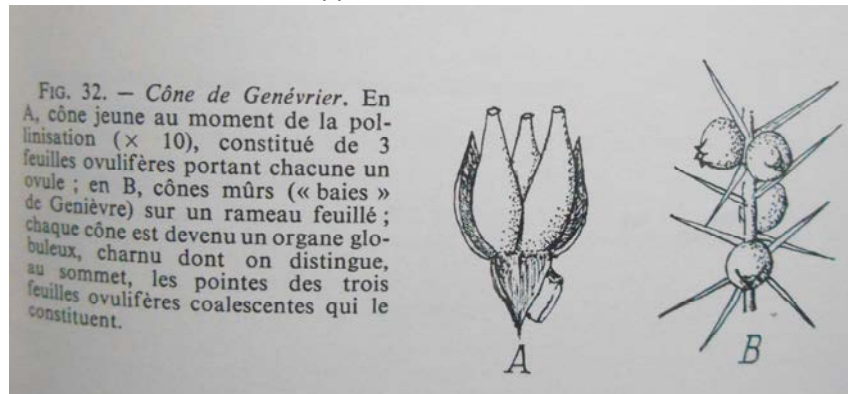 FIG. 32. — Cône de Genévrier. En
A, cône jeune au moment de la pol-
linisation (× 10), constitué de 3
feuilles ovulifères portant chacune un
ovule ; en B, cônes mûrs (« baies »
de Genièvre) sur un rameau feuillé ;
chaque cône est devenu un organe glo-
buleux, charnu dont on distingue,
au sommet, les pointes des trois
feuilles ovulifères coalescentes qui le
constituent.
A
B